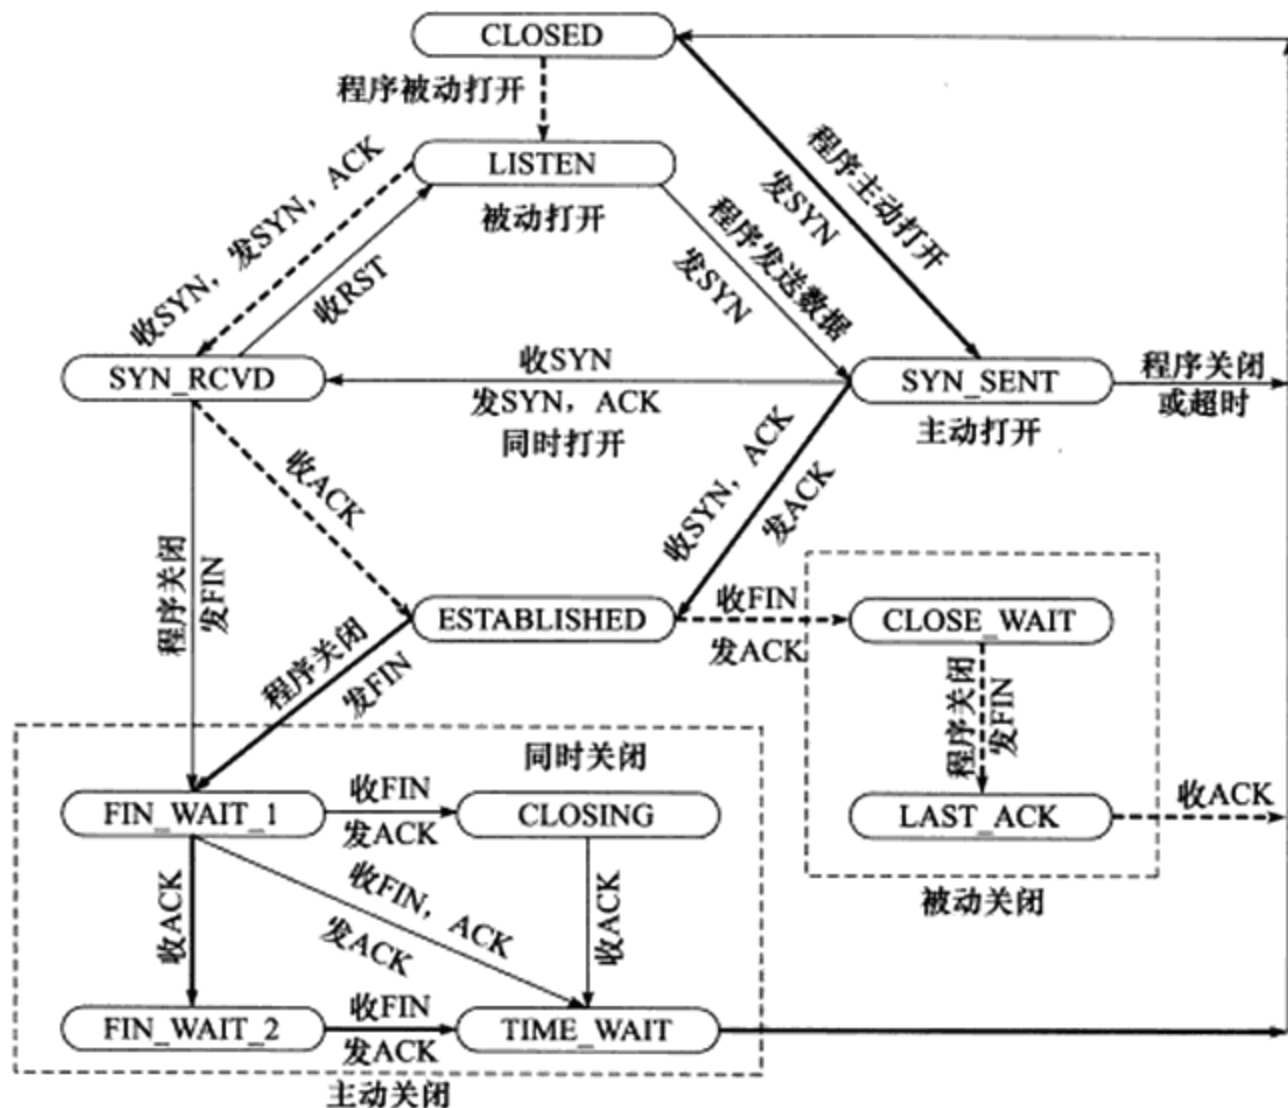 CLOSED
程序被动打开
LISTEN
被动打开
程序主动打开
发SYN
收SYN，发SYN，ACK
收RST
程序发送数据
发SYN
SYN_RCVD
收SYN
发SYN，ACK
同时打开
SYN_SENT
主动打开
程序关闭
或超时
收ACK
收SYN，ACK
发ACK
程序关闭
发FIN
ESTABLISHED
收FIN
发ACK
CLOSE_WAIT
程序关闭
发FIN
程序关闭
发FIN
LAST_ACK
收ACK
被动关闭
同时关闭
FIN_WAIT_1
收FIN
发ACK
CLOSING
收ACK
收FIN，ACK
发ACK
收ACK
FIN_WAIT_2
收FIN
发ACK
TIME_WAIT
主动关闭